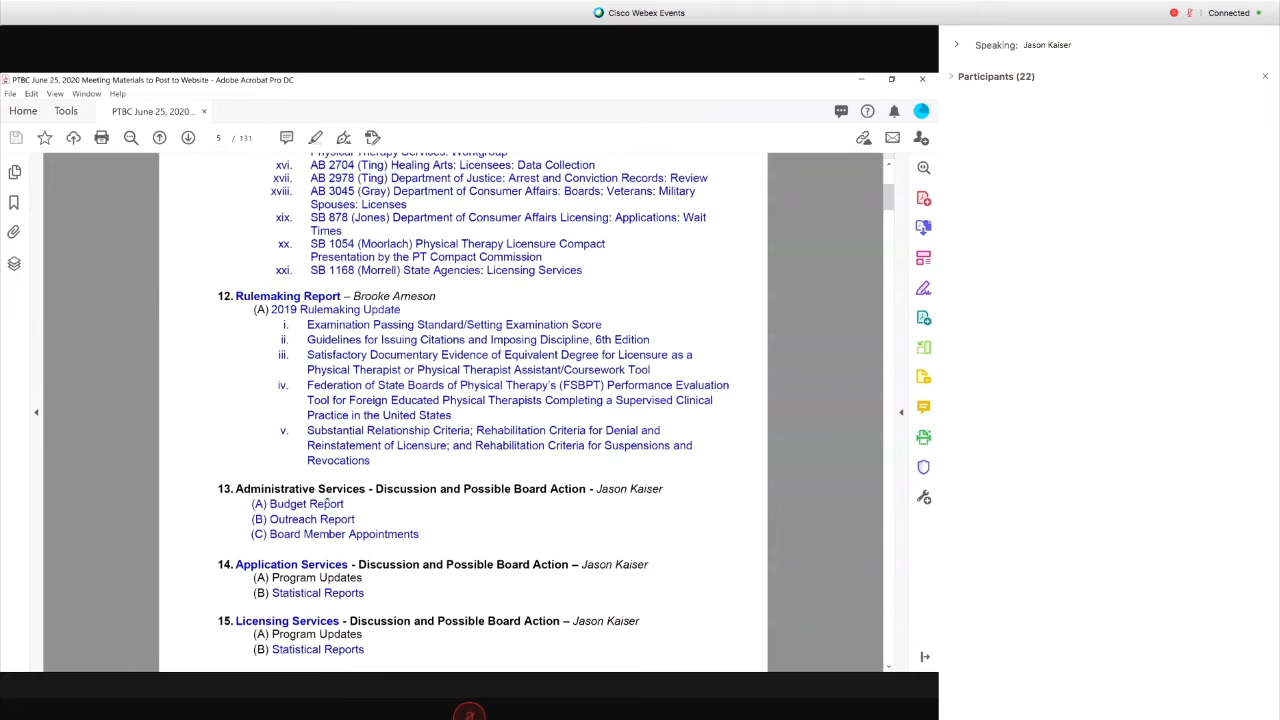 Cisco Webex Events
Connected
PTBC June 25, 2020 Meeting Materials to Post to Website - Adobe Acrobat Pro DC
File Edit View Window Help
Home Tools PTBC June 25, 2020... ×
5 / 131
Speaking: Jason Kaiser
Participants (22)
Physical Therapy Services: Workgroup
xvi. AB 2704 (Ting) Healing Arts: Licensees: Data Collection
xvii. AB 2978 (Ting) Department of Justice: Arrest and Conviction Records: Review
xviii. AB 3045 (Gray) Department of Consumer Affairs: Boards: Veterans: Military
Spouses: Licenses
xix. SB 878 (Jones) Department of Consumer Affairs Licensing: Applications: Wait
Times
xx. SB 1054 (Moorlach) Physical Therapy Licensure Compact
Presentation by the PT Compact Commission
xxi. SB 1168 (Morrell) State Agencies: Licensing Services
12. Rulemaking Report – Brooke Arneson
(A) 2019 Rulemaking Update
i. Examination Passing Standard/Setting Examination Score
ii. Guidelines for Issuing Citations and Imposing Discipline, 6th Edition
iii. Satisfactory Documentary Evidence of Equivalent Degree for Licensure as a
Physical Therapist or Physical Therapist Assistant/Coursework Tool
iv. Federation of State Boards of Physical Therapy's (FSBPT) Performance Evaluation
Tool for Foreign Educated Physical Therapists Completing a Supervised Clinical
Practice in the United States
v. Substantial Relationship Criteria; Rehabilitation Criteria for Denial and
Reinstatement of Licensure; and Rehabilitation Criteria for Suspensions and
Revocations
13. Administrative Services - Discussion and Possible Board Action - Jason Kaiser
(A) Budget Report
(B) Outreach Report
(C) Board Member Appointments
14. Application Services - Discussion and Possible Board Action – Jason Kaiser
(A) Program Updates
(B) Statistical Reports
15. Licensing Services - Discussion and Possible Board Action – Jason Kaiser
(A) Program Updates
(B) Statistical Reports